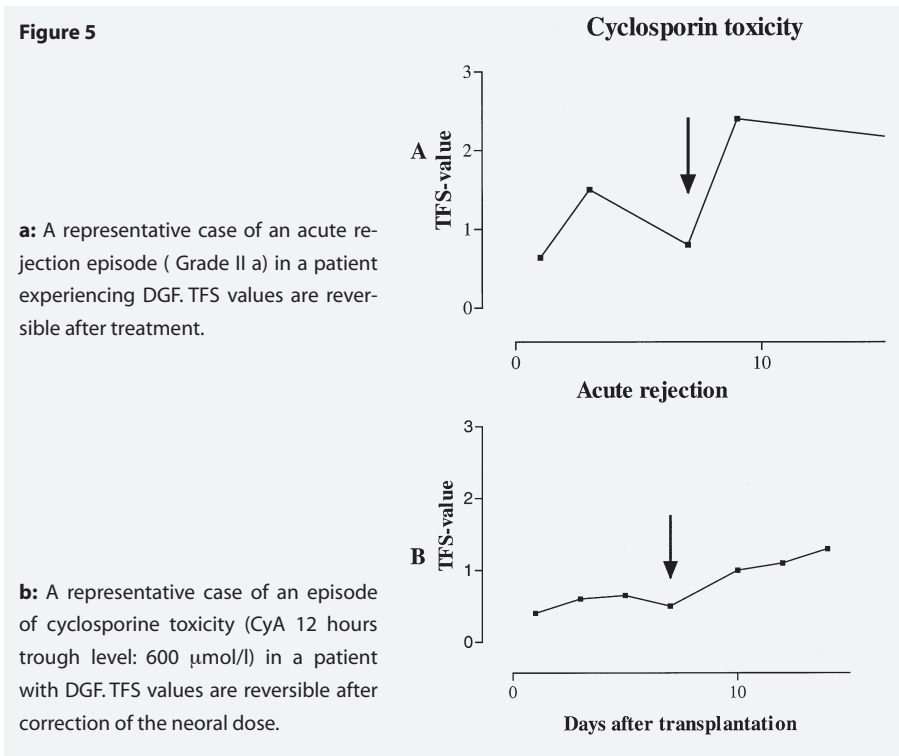 Figure 5
a: A representative case of an acute re-
jection episode ( Grade II a) in a patient
experiencing DGF. TFS values are rever-
sible after treatment.
b: A representative case of an episode
of cyclosporine toxicity (CyA 12 hours
trough level: 600 μmol/l) in a patient
with DGF. TFS values are reversible after
correction of the neoral dose.
Cyclosporin toxicity
A
TFS-value
3
2
1
0
0 10
Acute rejection
B
TFS-value
3
2
1
0
0 10
Days after transplantation